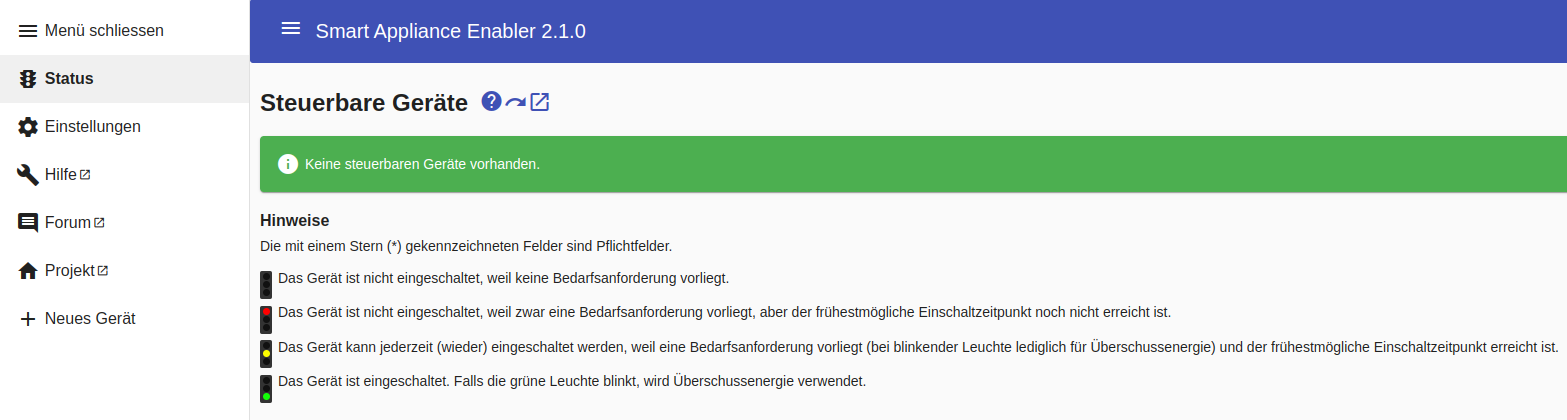 Menü schliessen
Status
Einstellungen
Hilfe
Forum
Projekt
Neues Gerät
Smart Appliance Enabler 2.1.0
Steuerbare Geräte
Keine steuerbaren Geräte vorhanden.
Hinweise
Die mit einem Stern (*) gekennzeichneten Felder sind Pflichtfelder.
Das Gerät ist nicht eingeschaltet, weil keine Bedarfsanforderung vorliegt.
Das Gerät ist nicht eingeschaltet, weil zwar eine Bedarfsanforderung vorliegt, aber der frühestmögliche Einschaltzeitpunkt noch nicht erreicht ist.
Das Gerät kann jederzeit (wieder) eingeschaltet werden, weil eine Bedarfsanforderung vorliegt (bei blinkender Leuchte lediglich für Überschussenergie) und der frühestmögliche Einschaltzeitpunkt erreicht ist.
Das Gerät ist eingeschaltet. Falls die grüne Leuchte blinkt, wird Überschussenergie verwendet.